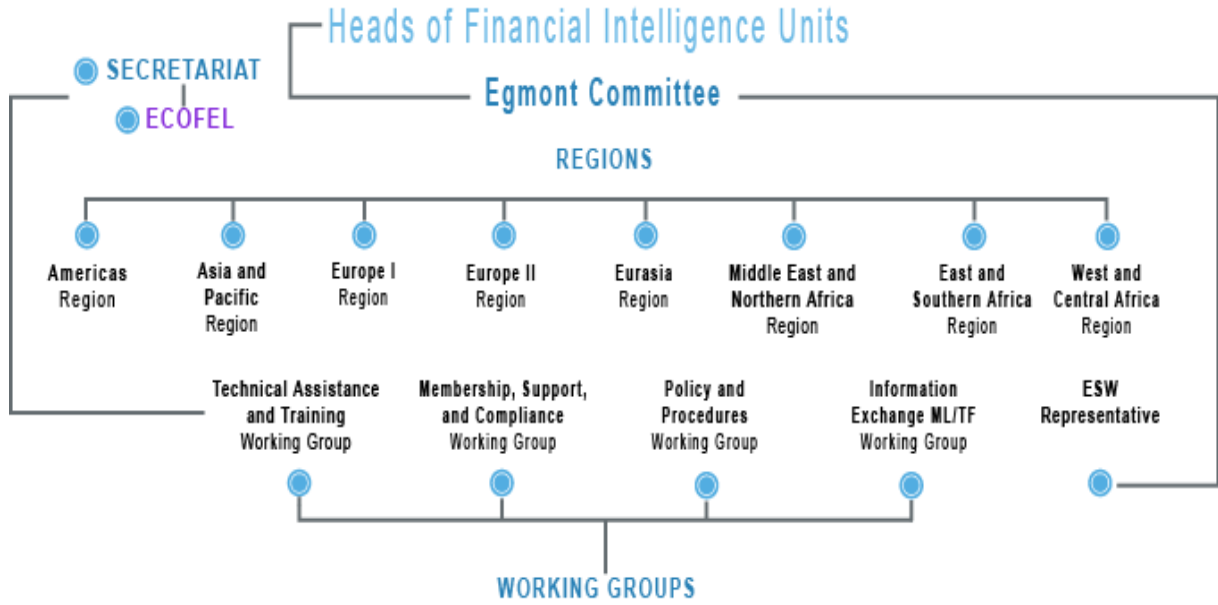 Heads of Financial Intelligence Units
SECRETARIAT
ECOFEL
Egmont Committee
REGIONS
Americas
Region
Asia and
Pacific
Region
Europe I
Region
Europe II
Region
Eurasia
Region
Middle East and
Northern Africa
Region
East and
Southern Africa
Region
West and
Central Africa
Region
Technical Assistance
and Training
Working Group
Membership, Support,
and Compliance
Working Group
Policy and
Procedures
Working Group
Information
Exchange ML/TF
Working Group
ESW
Representative
WORKING GROUPS